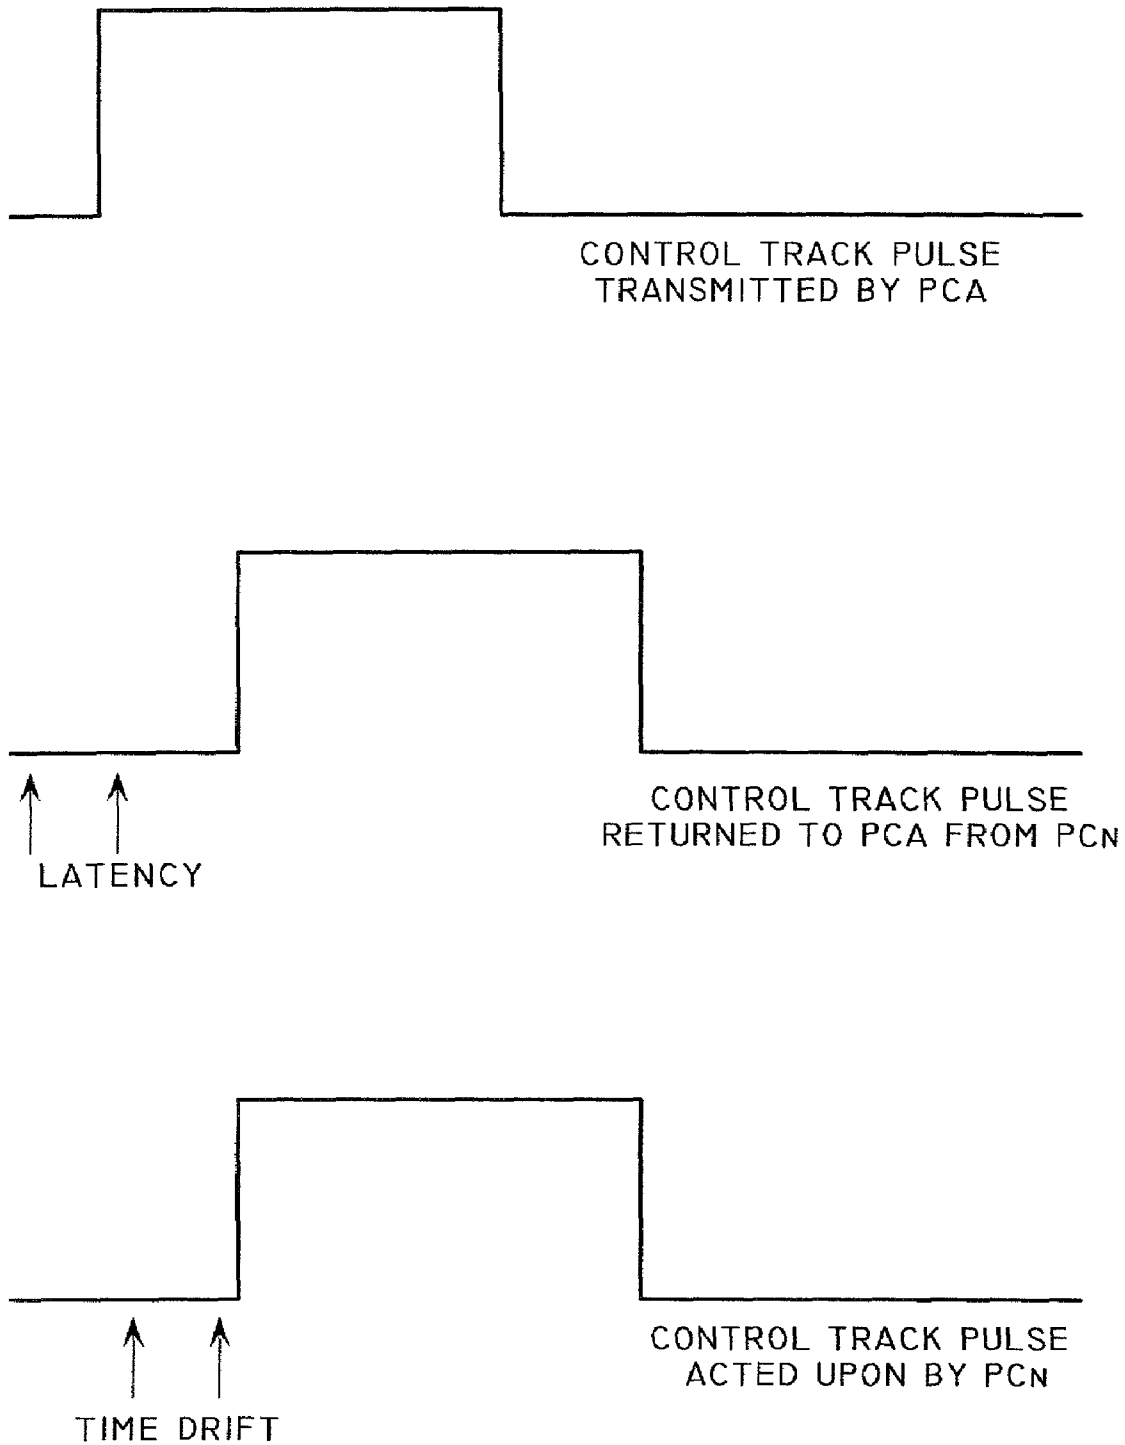 CONTROL TRACK PULSE
TRANSMITTED BY PCA
CONTROL TRACK PULSE
RETURNED TO PCA FROM PCN
LATENCY
CONTROL TRACK PULSE
ACTED UPON BY PCN
TIME DRIFT